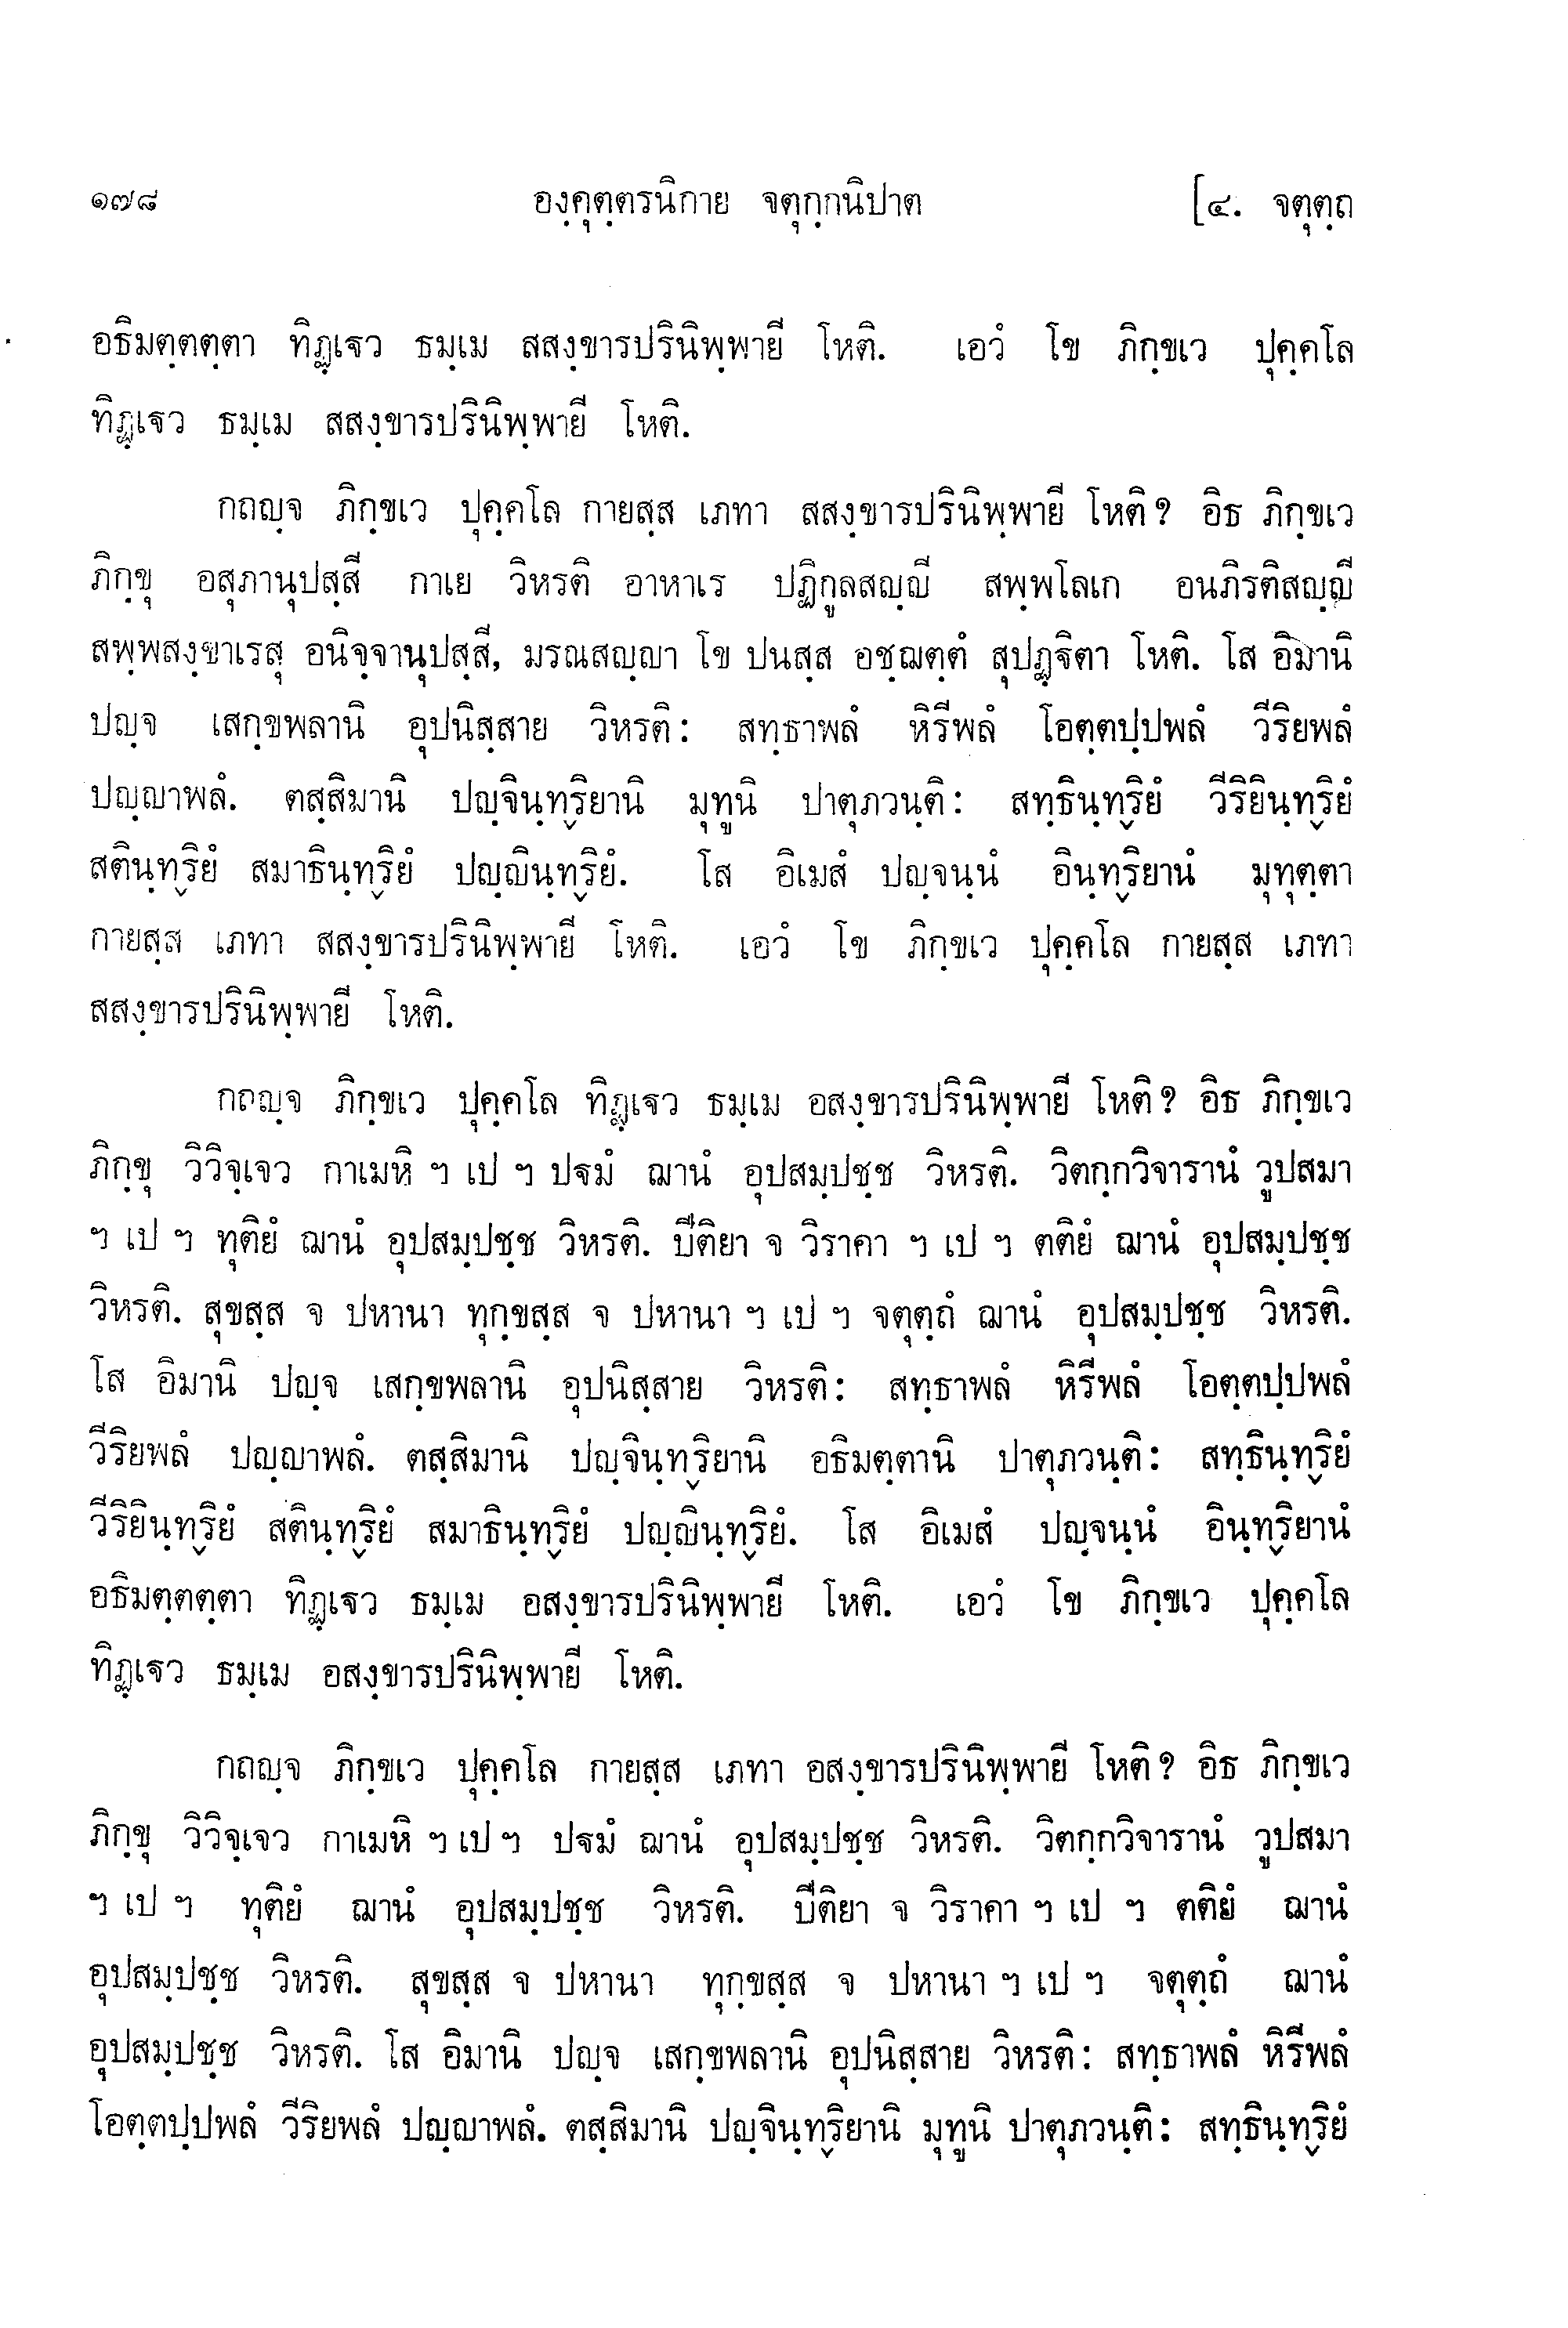 ๑๗๘ องฺคุตฺตรนิกาย จตุกฺกนิปาต [๔. จตุตฺถ
อธิมตฺตตฺตา ทิฏฺเฐว ธมฺเม สสงฺขารปรินิพฺพายี โหติ. เอวํ โข ภิกฺขเว ปุคฺคโล
ทิฏฺเฐว ธมฺเม สสงฺขารปรินิพฺพายี โหติ.
กถญฺจ ภิกฺขเว ปุคฺคโล กายสฺส เภทา สสงฺขารปรินิพฺพายี โหติ? อิธ ภิกฺขเว
ภิกฺขุ อสุภานุปสฺสี กาเย วิหรติ อาหาเร ปฏิกูลสญฺญี สพฺพโลเก อนภิรติสญฺญี
สพฺพสงฺขาเรสุ อนิจฺจานุปสฺสี, มรณสญฺญา โข ปนสฺส อชฺฌตฺตํ สุปฏฺฐิตา โหติ. โส อิมานิ
ปญฺจ เสกฺขพลานิ อุปนิสฺสาย วิหรติ: สทฺธาพลํ หิรีพลํ โอตฺตปฺปพลํ วีริยพลํ
ปญฺญาพลํ. ตสฺสิมานิ ปญฺจินฺทฺริยานิ มุทูนิ ปาตุภวนฺติ: สทฺธินฺทฺริยํ วีริยินฺทฺริยํ
สตินฺทฺริยํ สมาธินฺทฺริยํ ปญฺญินฺทฺริยํ. โส อิเมสํ ปญฺจนฺนํ อินฺทฺริยานํ มุทุตฺตา
กายสฺส เภทา สสงฺขารปรินิพฺพายี โหติ. เอวํ โข ภิกฺขเว ปุคฺคโล กายสฺส เภทา
สสงฺขารปรินิพฺพายี โหติ.
กถญฺจ ภิกฺขเว ปุคฺคโล ทิฏฺเฐว ธมฺเม อสงฺขารปรินิพฺพายี โหติ? อิธ ภิกฺขเว
ภิกฺขุ วิวิจฺเจว กาเมหิ ฯ เป ฯ ปฐมํ ฌานํ อุปสมฺปชฺช วิหรติ. วิตกฺกวิจารานํ วูปสมา
ฯ เป ฯ ทุติยํ ฌานํ อุปสมฺปชฺช วิหรติ. ปีติยา จ วิราคา ฯ เป ฯ ตติยํ ฌานํ อุปสมฺปชฺช
วิหรติ. สุขสฺส จ ปหานา ทุกฺขสฺส จ ปหานา ฯ เป ฯ จตุตฺถํ ฌานํ อุปสมฺปชฺช วิหรติ.
โส อิมานิ ปญฺจ เสกฺขพลานิ อุปนิสฺสาย วิหรติ: สทฺธาพลํ หิรีพลํ โอตฺตปฺปพลํ
วีริยพลํ ปญฺญาพลํ. ตสฺสิมานิ ปญฺจินฺทฺริยานิ อธิมตฺตานิ ปาตุภวนฺติ: สทฺธินฺทฺริยํ
วีริยินฺทฺริยํ สตินฺทฺริยํ สมาธินฺทฺริยํ ปญฺญินฺทฺริยํ. โส อิเมสํ ปญฺจนฺนํ อินฺทฺริยานํ
อธิมตฺตตฺตา ทิฏฺเฐว ธมฺเม อสงฺขารปรินิพฺพายี โหติ. เอวํ โข ภิกฺขเว ปุคฺคโล
ทิฏฺเฐว ธมฺเม อสงฺขารปรินิพฺพายี โหติ.
กถญฺจ ภิกฺขเว ปุคฺคโล กายสฺส เภทา อสงฺขารปรินิพฺพายี โหติ? อิธ ภิกฺขเว
ภิกฺขุ วิวิจฺเจว กาเมหิ ฯ เป ฯ ปฐมํ ฌานํ อุปสมฺปชฺช วิหรติ. วิตกฺกวิจารานํ วูปสมา
ฯ เป ฯ ทุติยํ ฌานํ อุปสมฺปชฺช วิหรติ. ปีติยา จ วิราคา ฯ เป ฯ ตติยํ ฌานํ
อุปสมฺปชฺช วิหรติ. สุขสฺส จ ปหานา ทุกฺขสฺส จ ปหานา ฯ เป ฯ จตุตฺถํ ฌานํ
อุปสมฺปชฺช วิหรติ. โส อิมานิ ปญฺจ เสกฺขพลานิ อุปนิสฺสาย วิหรติ: สทฺธาพลํ หิรีพลํ
โอตฺตปฺปพลํ วีริยพลํ ปญฺญาพลํ. ตสฺสิมานิ ปญฺจินฺทฺริยานิ มุทูนิ ปาตุภวนฺติ: สทฺธินฺทฺริยํ